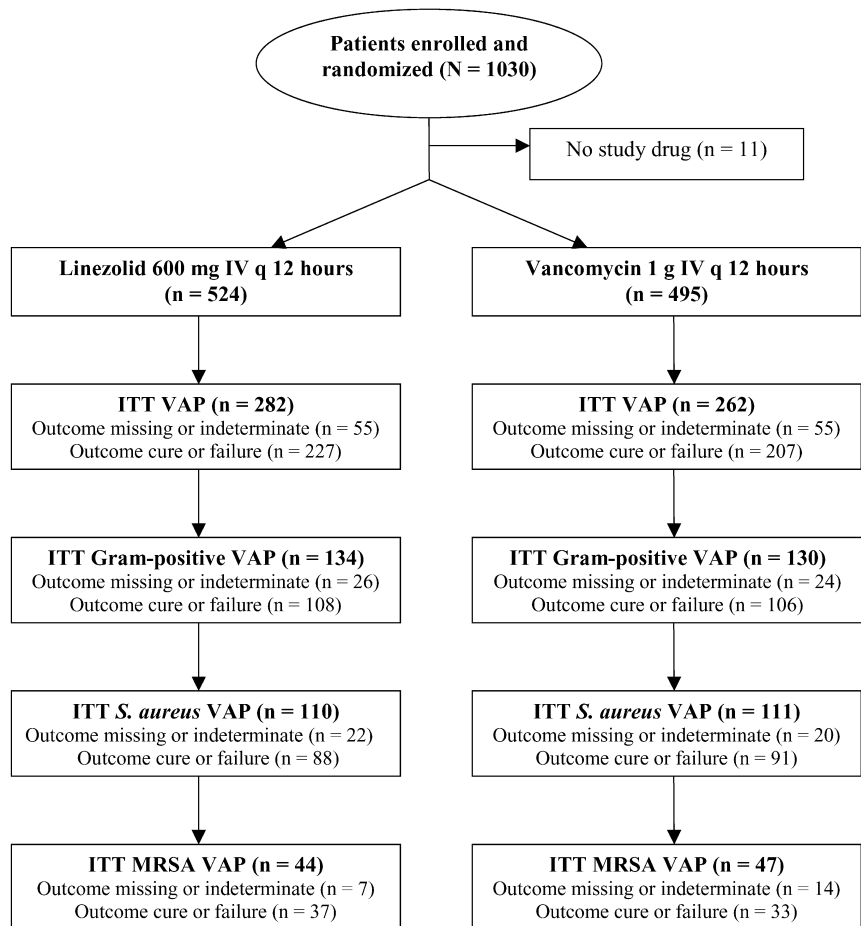 Patients enrolled and
randomized (N = 1030)
No study drug (n = 11)
Linezolid 600 mg IV q 12 hours
(n = 524)
Vancomycin 1 g IV q 12 hours
(n = 495)
ITT VAP (n = 282)
Outcome missing or indeterminate (n = 55)
Outcome cure or failure (n = 227)
ITT VAP (n = 262)
Outcome missing or indeterminate (n = 55)
Outcome cure or failure (n = 207)
ITT Gram-positive VAP (n = 134)
Outcome missing or indeterminate (n = 26)
Outcome cure or failure (n = 108)
ITT Gram-positive VAP (n = 130)
Outcome missing or indeterminate (n = 24)
Outcome cure or failure (n = 106)
ITT S. aureus VAP (n = 110)
Outcome missing or indeterminate (n = 22)
Outcome cure or failure (n = 88)
ITT S. aureus VAP (n = 111)
Outcome missing or indeterminate (n = 20)
Outcome cure or failure (n = 91)
ITT MRSA VAP (n = 44)
Outcome missing or indeterminate (n = 7)
Outcome cure or failure (n = 37)
ITT MRSA VAP (n = 47)
Outcome missing or indeterminate (n = 14)
Outcome cure or failure (n = 33)